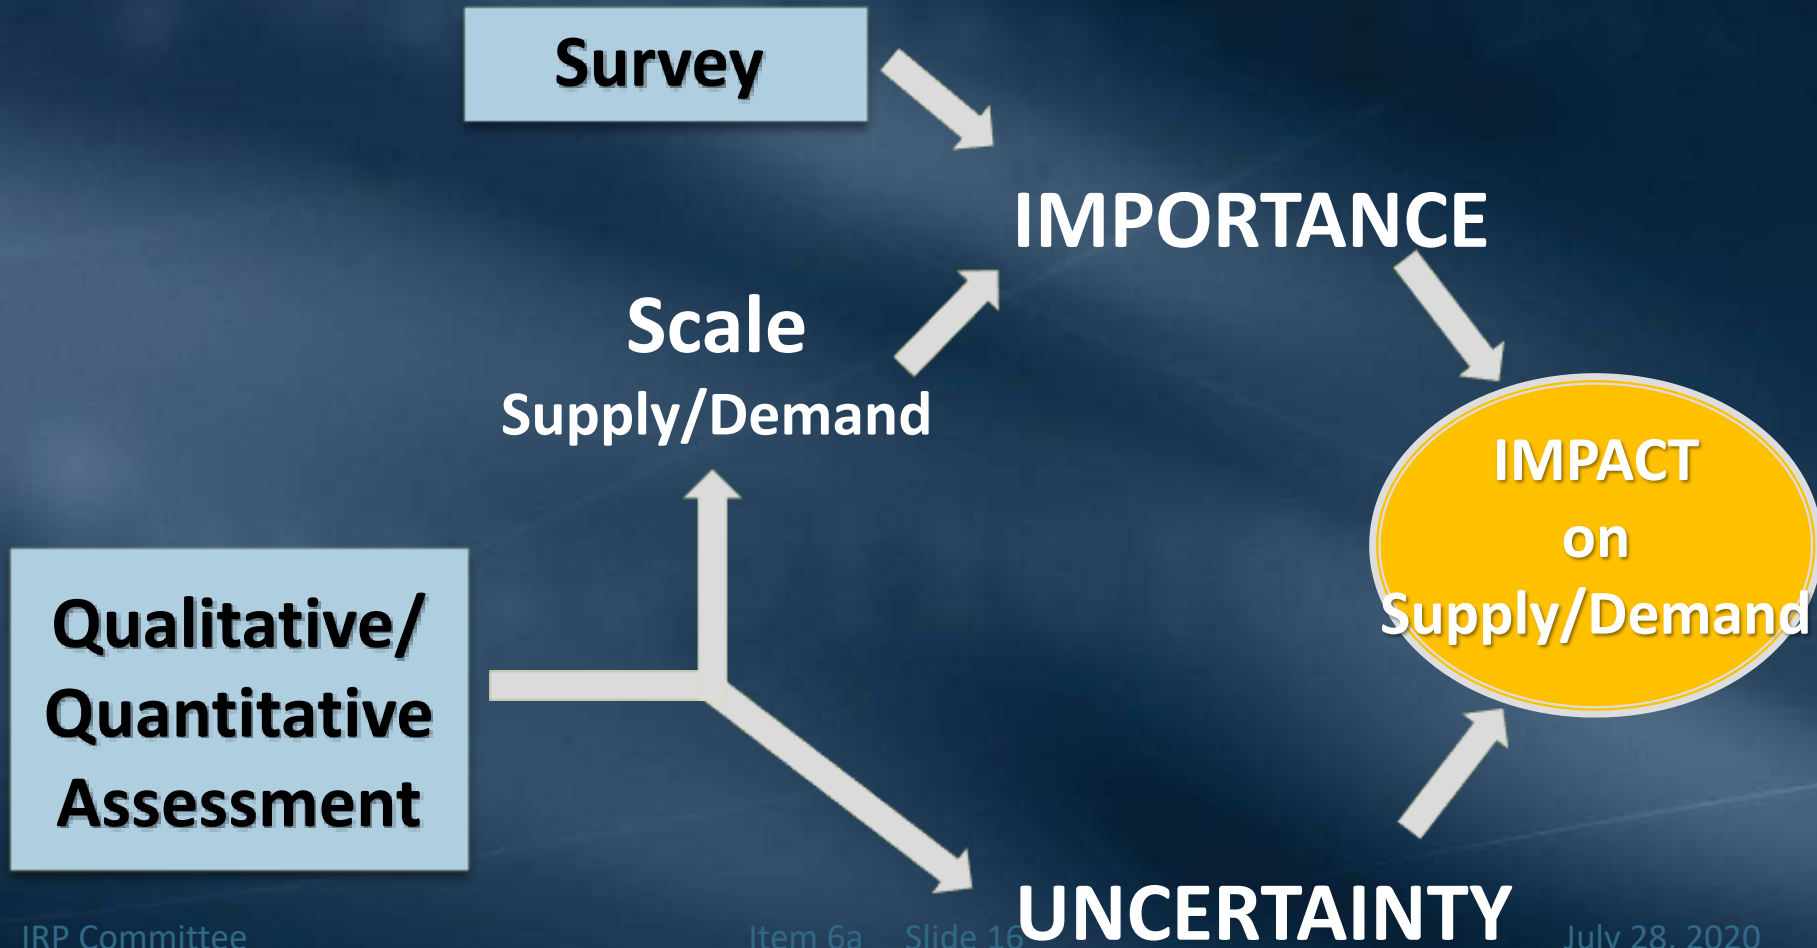 Survey
IMPORTANCE
Scale
Supply/Demand
IMPACT
on
Supply/Demand
Qualitative/
Quantitative
Assessment
UNCERTAINTY
IRP Committee
Item 6a Slide 16
July 28, 2020